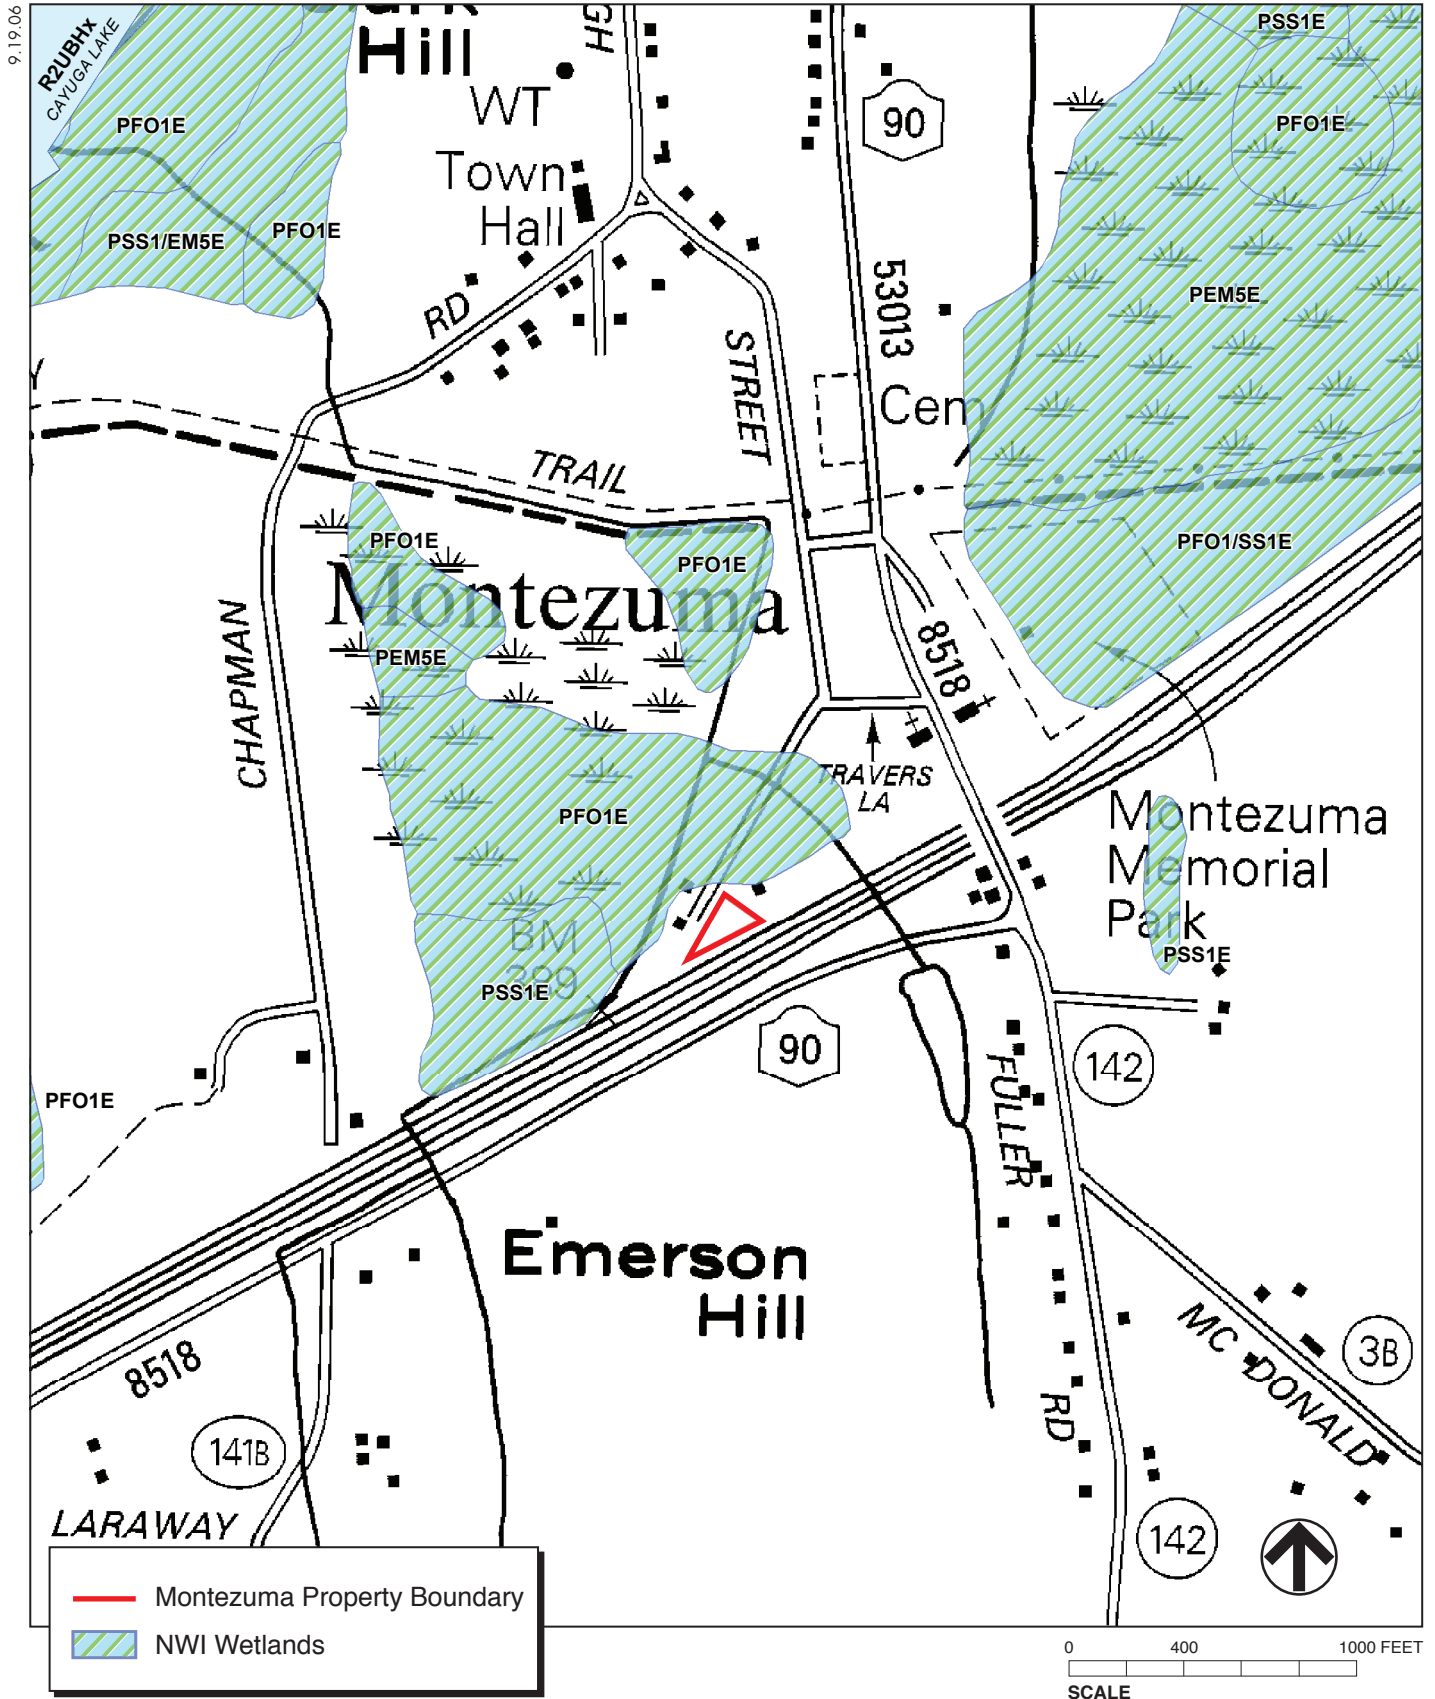 9.19.06
R2UBHx
CAYUGA LAKE
Hill
GH
WT
Town
Hall
90
PSS1E
PFO1E
PFO1E
PSS1/EM5E
PFO1E
PEM5E
RD
STREET
53013
Cem
TRAIL
Y
PFO1E
PFO1E
PFO1/SS1E
Montezuma
CHAPMAN
PEM5E
8518
TRAVERS
LA
PFO1E
Montezuma
Memorial
Park
PSS1E
BM
389
PSS1E
90
142
FULLER
PFO1E
Emerson
Hill
8518
MC DONALD
3B
RD
141B
LARAWAY
142
Montezuma Property Boundary
NWI Wetlands
0 400 1000 FEET
SCALE